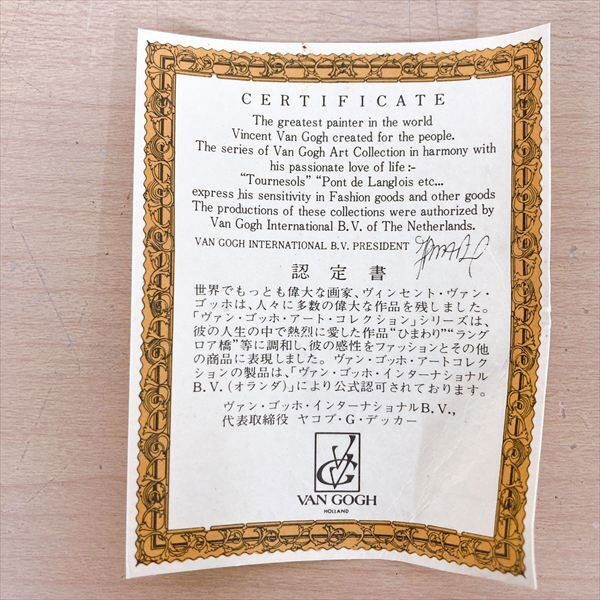 CERTIFICATE
The greatest painter in the world
Vincent Van Gogh created for the people.
The series of Van Gogh Art Collection in harmony with
his passionate love of life :-
“Tournesols” “Pont de Langlois etc...
express his sensitivity in Fashion goods and other goods
The productions of these collections were authorized by
Van Gogh International B.V. of The Netherlands.
VAN GOGH INTERNATIONAL B.V. PRESIDENT
認定書
世界でもっとも偉大な画家、ヴィンセント・ヴァン・
ゴッホは、人々に多数の偉大な作品を残しました。
「ヴァン・ゴッホ・アート・コレクション」シリーズは、
彼の人生の中で熱烈に愛した作品“ひまわり”“ラング
ロア橋”等に調和し、彼の感性をファッションとその他
の商品に表現しました。ヴァン・ゴッホ・アートコレク
ションの製品は、「ヴァン・ゴッホ・インターナショナル
B.V.(オランダ)」により公式認可されております。
ヴァン・ゴッホ・インターナショナルB.V.,
代表取締役 ヤコブ・G・デッカー
VG
VAN GOGH
HOLLAND